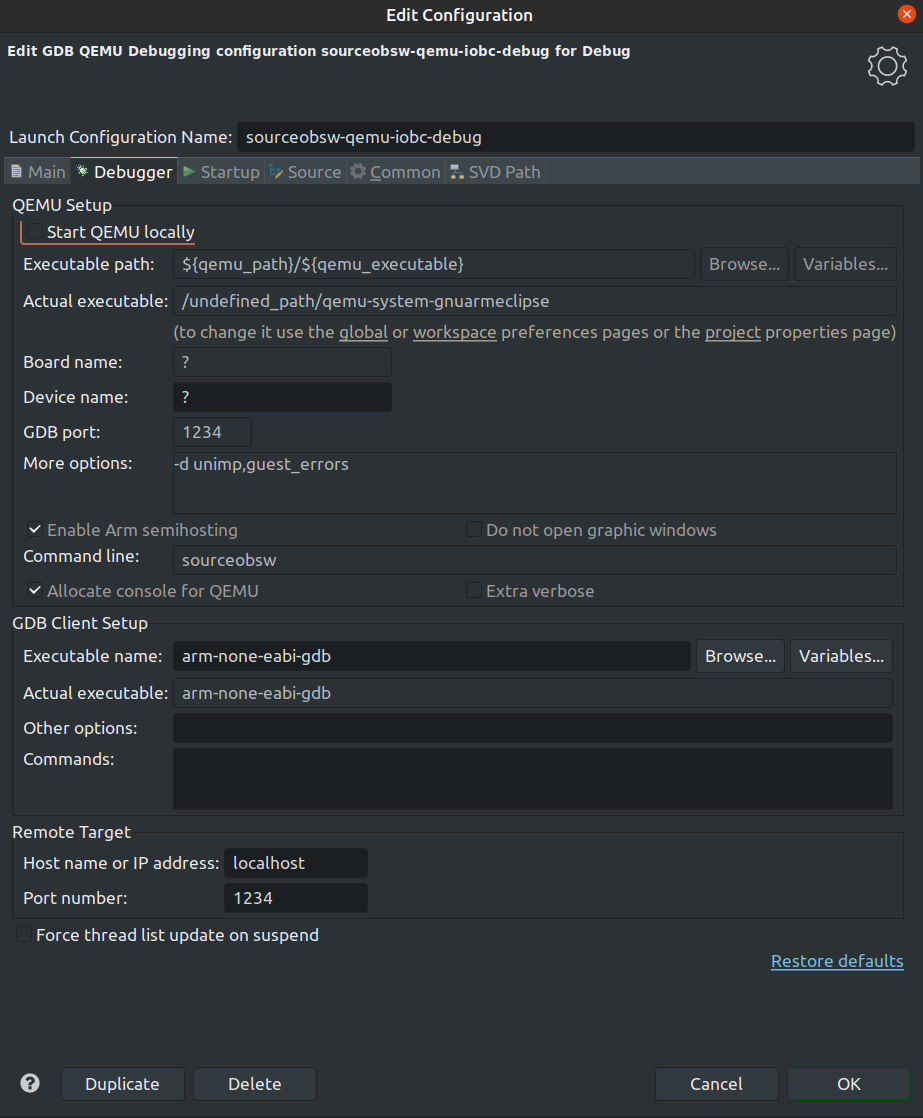 Edit Configuration
Edit GDB QEMU Debugging configuration sourceobsw-qemu-iobc-debug for Debug
Launch Configuration Name: sourceobsw-qemu-iobc-debug
Main Debugger Startup Source Common SVD Path
QEMU Setup
Start QEMU locally
Executable path: ${qemu_path}/${qemu_executable} Browse... Variables...
Actual executable: /undefined_path/qemu-system-gnuarmeclipse
(to change it use the global or workspace preferences pages or the project properties page)
Board name: ?
Device name: ?
GDB port: 1234
More options: -d unimp,guest_errors
Enable Arm semihosting Do not open graphic windows
Command line: sourceobsw
Allocate console for QEMU Extra verbose
GDB Client Setup
Executable name: arm-none-eabi-gdb Browse... Variables...
Actual executable: arm-none-eabi-gdb
Other options:
Commands:
Remote Target
Host name or IP address: localhost
Port number: 1234
Force thread list update on suspend
Restore defaults
? Duplicate Delete Cancel OK